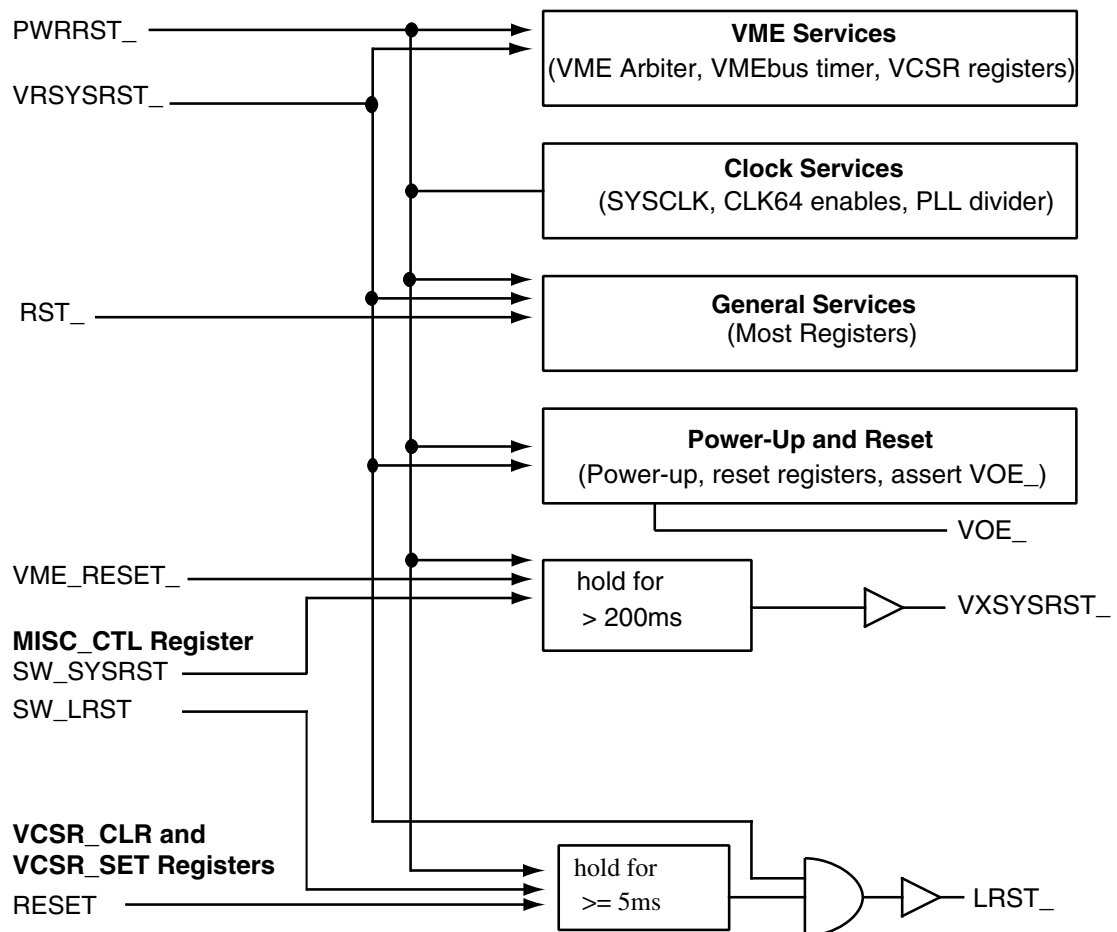 PWRRST_
VME Services
(VME Arbiter, VMEbus timer, VCSR registers)
VRSYSRST_
Clock Services
(SYSCLK, CLK64 enables, PLL divider)
RST_
General Services
(Most Registers)
Power-Up and Reset
(Power-up, reset registers, assert VOE_)
VOE_
VME_RESET_
hold for
> 200ms
VXSYSRST_
MISC_CTL Register
SW_SYSRST
SW_LRST
VCSR_CLR and
VCSR_SET Registers
RESET
hold for
>= 5ms
LRST_